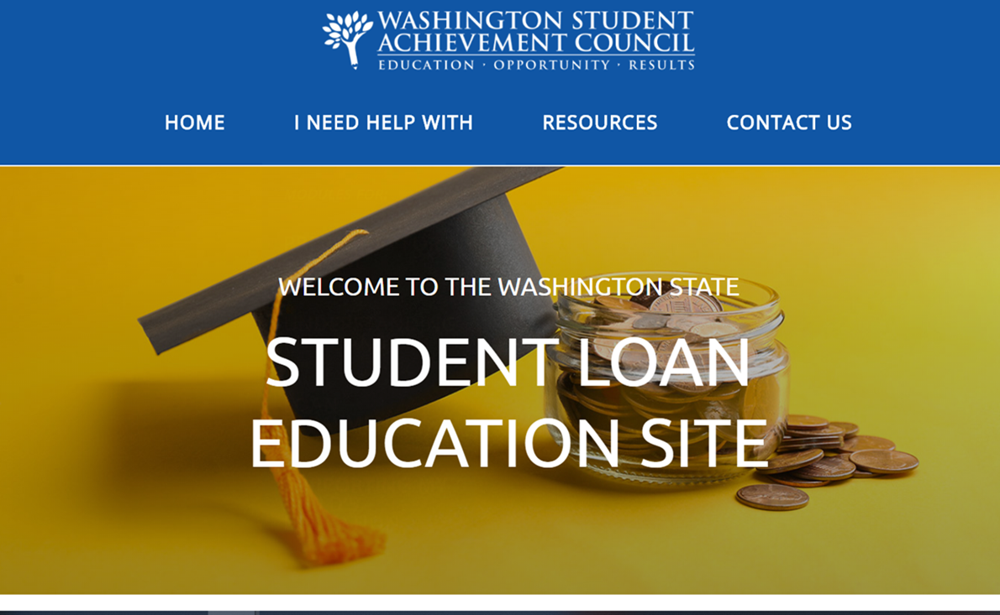 WASHINGTON STUDENT
ACHIEVEMENT COUNCIL
EDUCATION · OPPORTUNITY · RESULTS
HOME I NEED HELP WITH RESOURCES CONTACT US
WELCOME TO THE WASHINGTON STATE
STUDENT LOAN
EDUCATION SITE